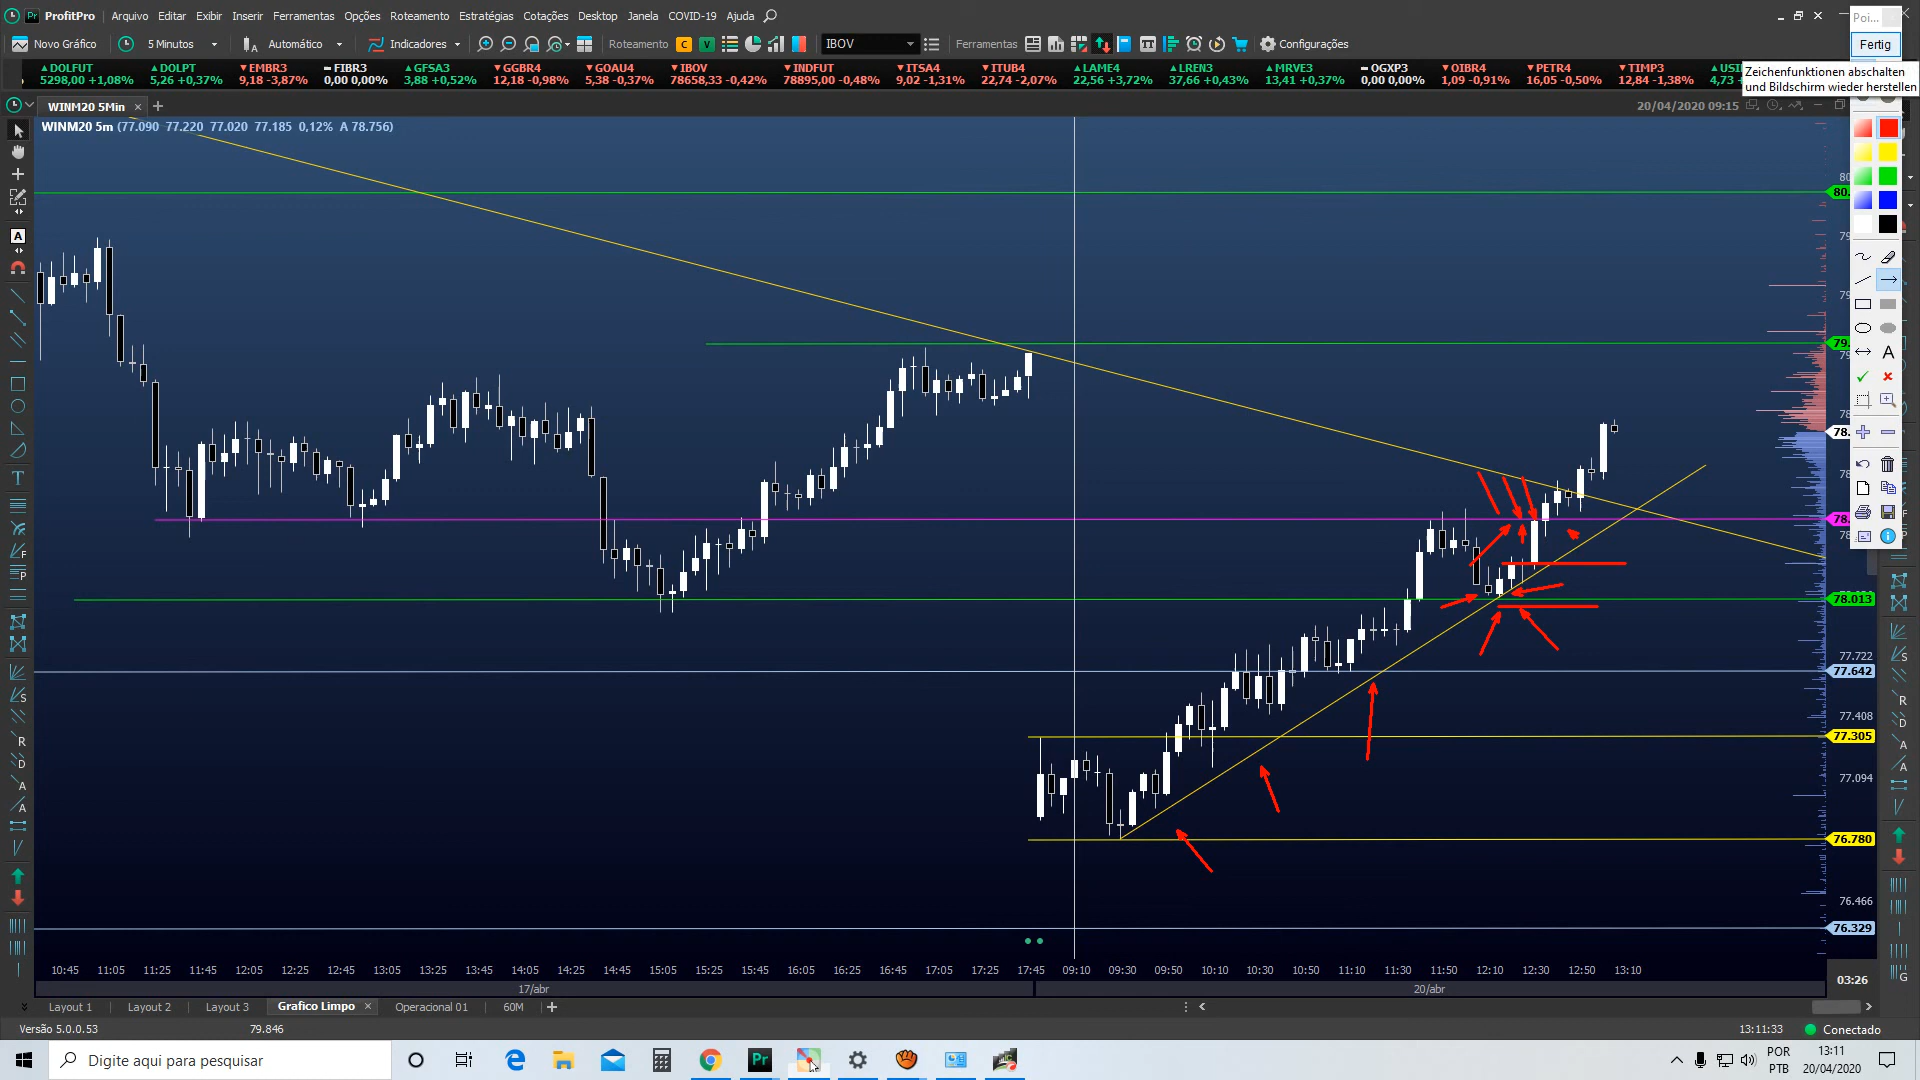 ProfitPro Arquivo Editar Exibir Inserir Ferramentas Opções Roteamento Estratégias Cotações Desktop Janela COVID-19 Ajuda
Poi...
Novo Gráfico 5 Minutos Automático Indicadores Roteamento C V IBOV Ferramentas Configurações
Fertig
DOLFUT DOLPT EMBR3 FIBR3 GFSA3 GGBR4 GOAU4 IBOV INDFUT ITSA4 ITUB4 LAME4 LREN3 MRVE3 OGXP3 OIBR4 PETR4 TIMP3
5298,00 +1,08% 5,26 +0,37% 9,18 -3,87% 0,00 0,00% 3,88 +0,52% 12,18 -0,98% 5,38 -0,37% 78658,33 -0,42% 78895,00 -0,48% 9,02 -1,31% 22,74 -2,07% 22,56 +3,72% 37,66 +0,43% 13,41 +0,37% 0,00 0,00% 1,09 -0,91% 16,05 -0,50% 12,84 -1,38% 4,73
Zeichenfunktionen abschalten
und Bildschirm wieder herstellen
WINM20 5Min
20/04/2020 09:15
WINM20 5m (77.090 77.220 77.020 77.185 0,12% A 78.756)
78.013
77.722
77.642
77.408
77.305
77.094
76.780
76.466
76.329
10:45 11:05 11:25 11:45 12:05 12:25 12:45 13:05 13:25 13:45 14:05 14:25 14:45 15:05 15:25 15:45 16:05 16:25 16:45 17:05 17:25 17:45 09:10 09:30 09:50 10:10 10:30 10:50 11:10 11:30 11:50 12:10 12:30 12:50 13:10
03:26
17/abr 20/abr
Layout 1 Layout 2 Layout 3 Grafico Limpo Operacional 01 60M
Versão 5.0.0.53 79.846 13:11:33 Conectado
Digite aqui para pesquisar
POR
PTB
13:11
20/04/2020